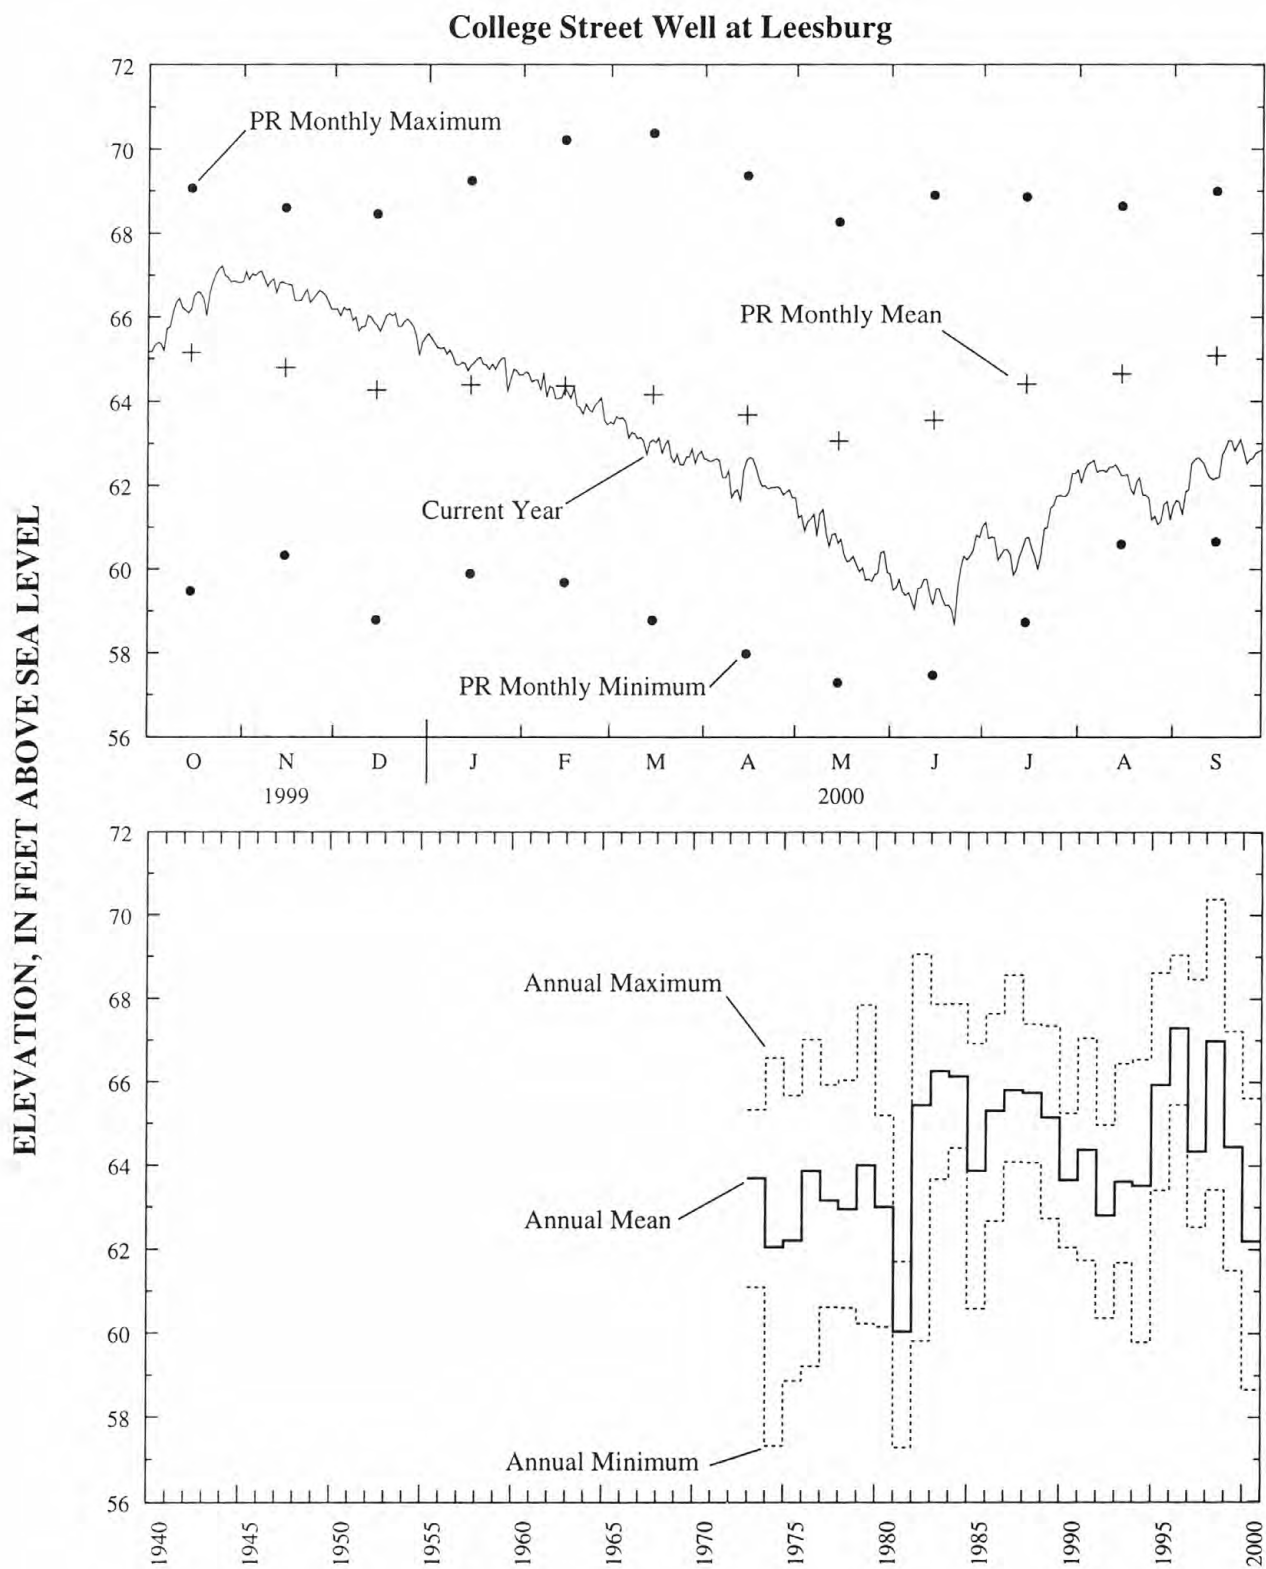 College Street Well at Leesburg
ELEVATION, IN FEET ABOVE SEA LEVEL
72
70
68
66
64
62
60
58
56
PR Monthly Maximum
PR Monthly Mean
Current Year
PR Monthly Minimum
O N D J F M A M J J A S
1999 2000
72
70
68
66
64
62
60
58
56
Annual Maximum
Annual Mean
Annual Minimum
1940 1945 1950 1955 1960 1965 1970 1975 1980 1985 1990 1995 2000